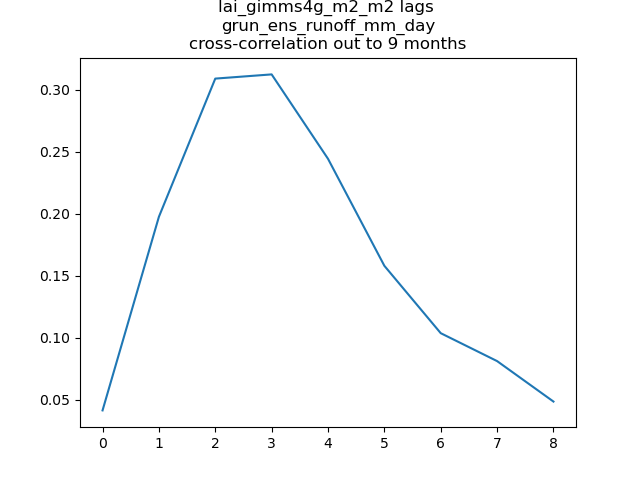 lai_gimms4g_m2_m2 lags
grun_ens_runoff_mm_day
cross-correlation out to 9 months
0.30
0.25
0.20
0.15
0.10
0.05
0 1 2 3 4 5 6 7 8